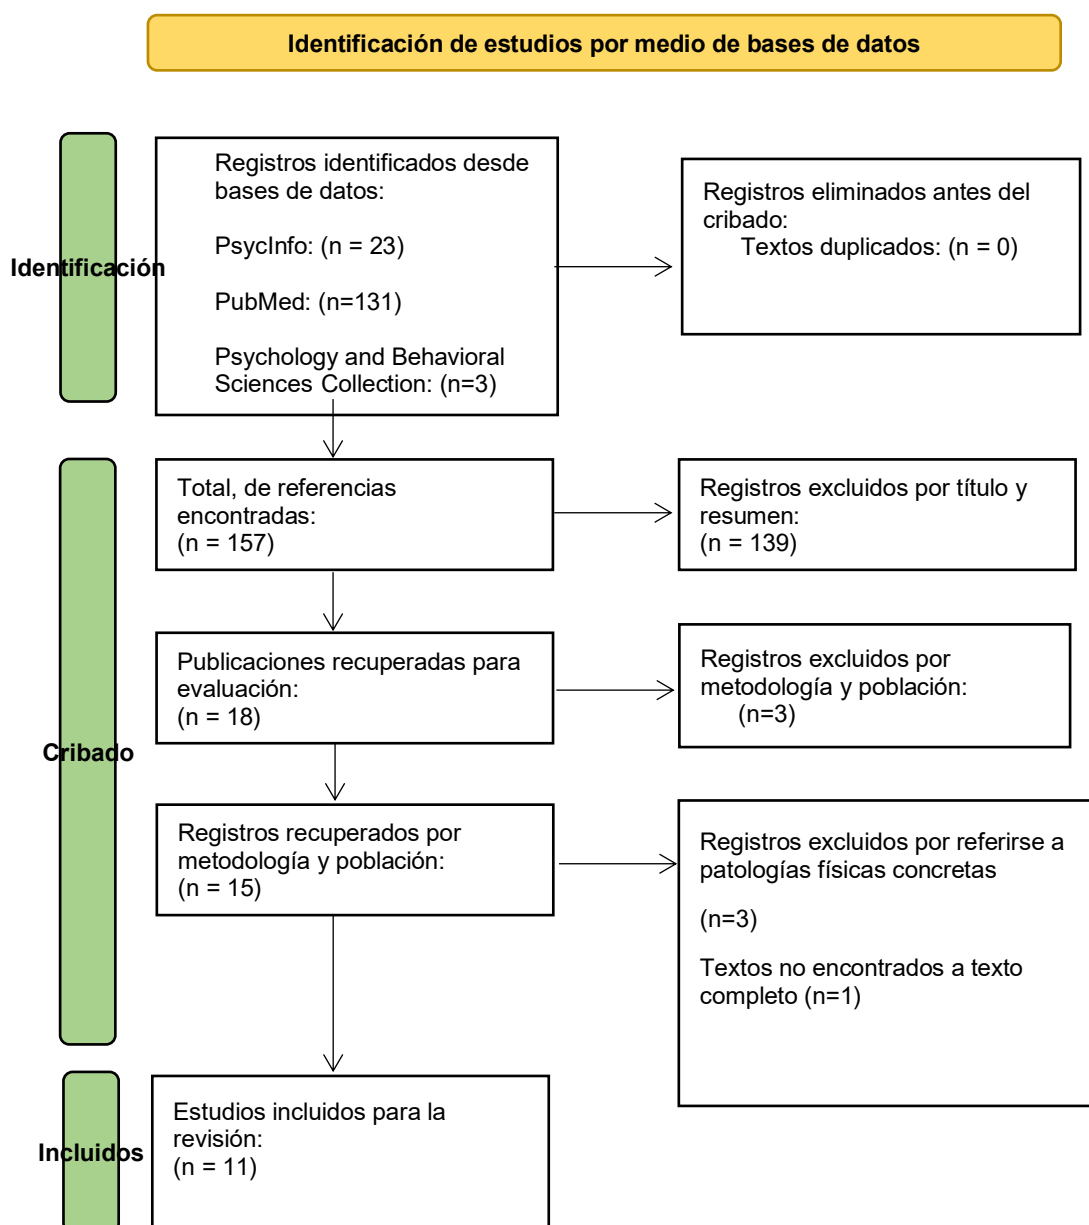 Identificación de estudios por medio de bases de datos
Identificación
Registros identificados desde
bases de datos:
PsycInfo: (n = 23)
PubMed: (n=131)
Psychology and Behavioral
Sciences Collection: (n=3)
Registros eliminados antes del
cribado:
Textos duplicados: (n = 0)
Cribado
Total, de referencias
encontradas:
(n = 157)
Registros excluidos por título y
resumen:
(n = 139)
Publicaciones recuperadas para
evaluación:
(n = 18)
Registros excluidos por
metodología y población:
(n=3)
Registros recuperados por
metodología y población:
(n = 15)
Registros excluidos por referirse a
patologías físicas concretas
(n=3)
Textos no encontrados a texto
completo (n=1)
Incluidos
Estudios incluidos para la
revisión:
(n = 11)